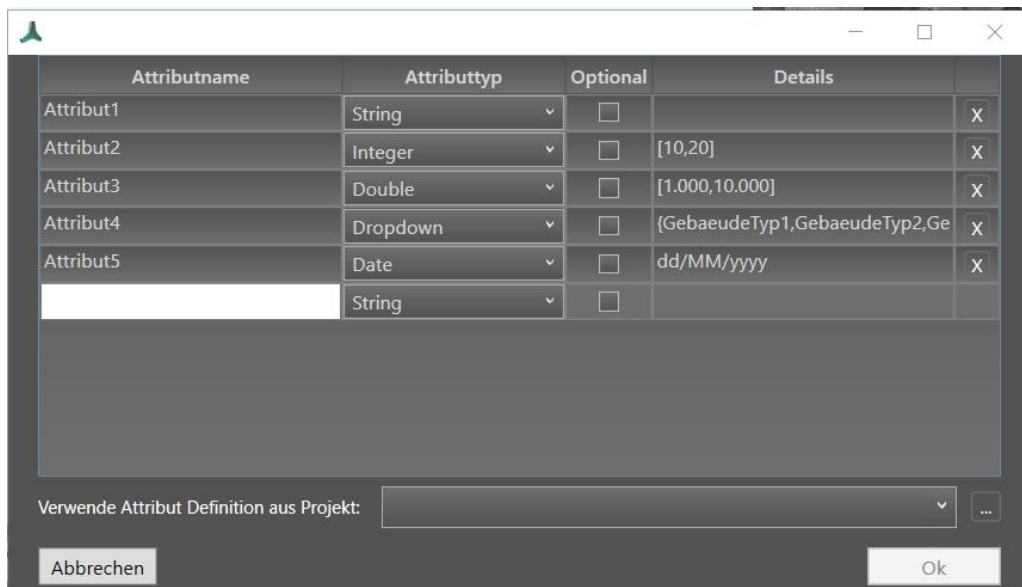 Attributname Attributtyp Optional Details
Attribut1 String X
Attribut2 Integer [10,20] X
Attribut3 Double [1.000,10.000] X
Attribut4 Dropdown {GebaeudeTyp1,GebaeudeTyp2,Ge X
Attribut5 Date dd/MM/yyyy X
String
Verwende Attribut Definition aus Projekt: ...
Abbrechen Ok